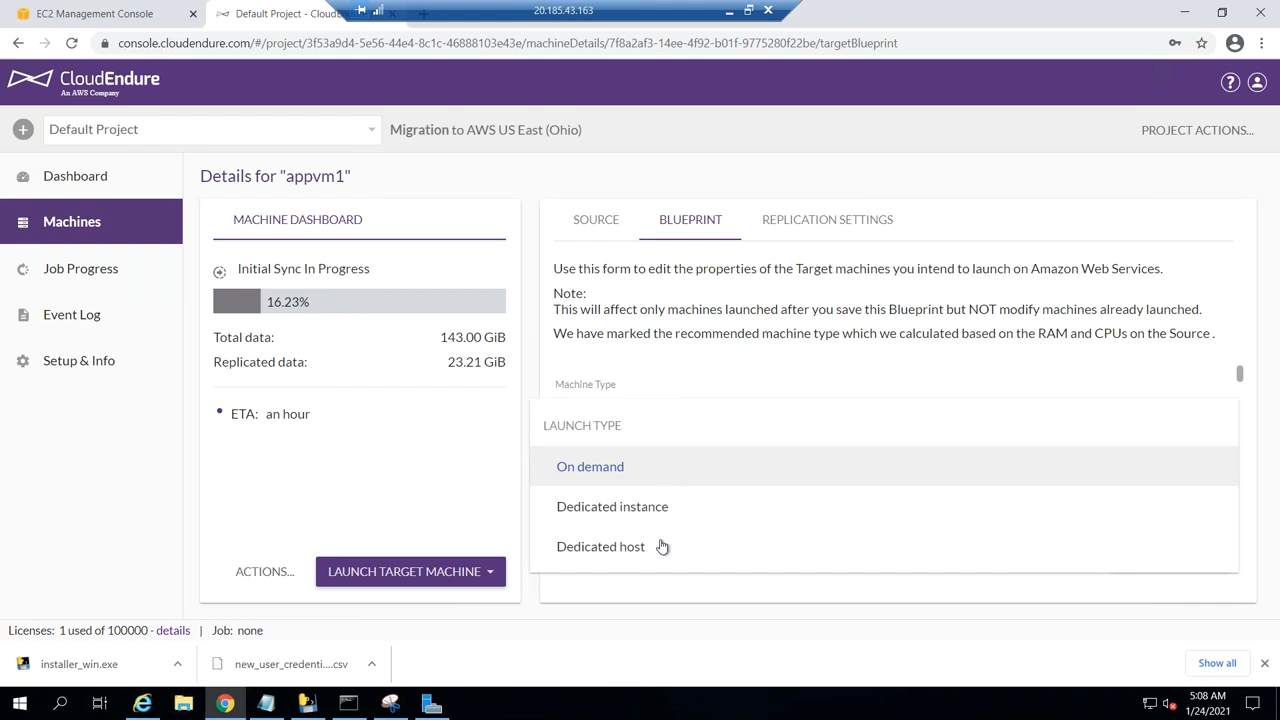 EC2 Management Console
Default Project - CloudEndure
20.185.43.163
console.cloudendure.com/#/project/3f53a9d4-5e56-44e4-8c1c-46888103e43e/machineDetails/7f8a2af3-14ee-4f92-b01f-9775280f22be/targetBlueprint
CloudEndure
An AWS Company
Default Project
Migration to AWS US East (Ohio)
PROJECT ACTIONS...
Dashboard
Machines
Job Progress
Event Log
Setup & Info
Details for "appvm1"
MACHINE DASHBOARD
Initial Sync In Progress
16.23%
Total data: 143.00 GiB
Replicated data: 23.21 GiB
ETA: an hour
ACTIONS...
LAUNCH TARGET MACHINE
SOURCE
BLUEPRINT
REPLICATION SETTINGS
Use this form to edit the properties of the Target machines you intend to launch on Amazon Web Services.
Note:
This will affect only machines launched after you save this Blueprint but NOT modify machines already launched.
We have marked the recommended machine type which we calculated based on the RAM and CPUs on the Source .
Machine Type
LAUNCH TYPE
On demand
Dedicated instance
Dedicated host
Licenses: 1 used of 100000 - details | Job: none
installer_win.exe
new_user_credenti....csv
Show all
5:08 AM
1/24/2021